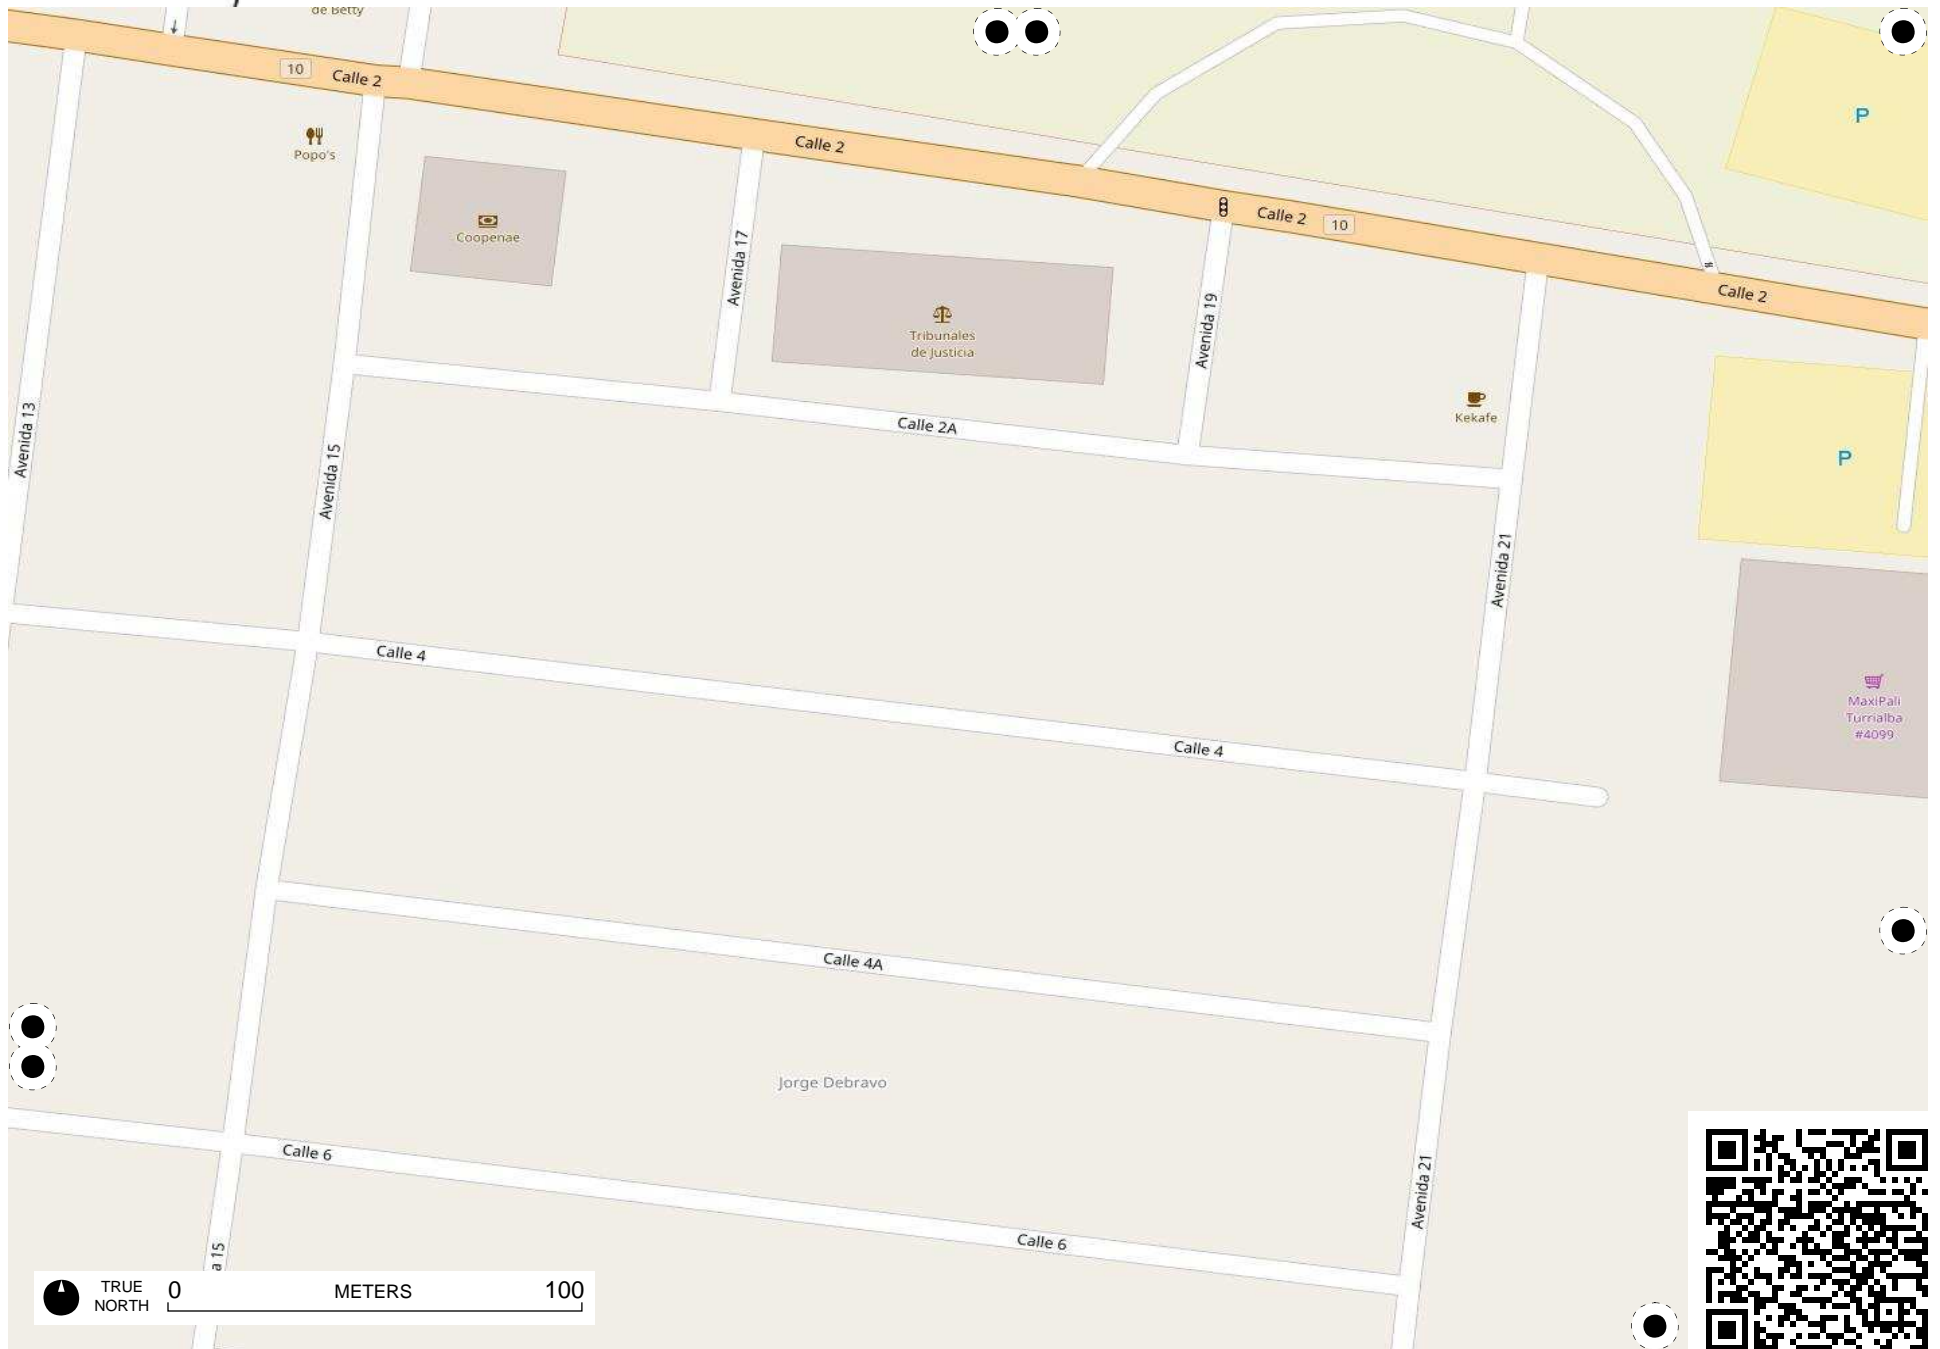 de Betty
10
Calle 2
Popo's
Calle 2
Coopenae
Avenida 17
Calle 2
10
Calle 2
P
Tribunales
de Justicia
Avenida 19
Kekafe
Avenida 13
Avenida 15
Calle 2A
P
Avenida 21
Calle 4
Calle 4
MaxiPali
Turrialba
#4099
Calle 4A
Jorge Debravo
Calle 6
Avenida 21
Calle 6
a 15
TRUE
NORTH
0
METERS
100